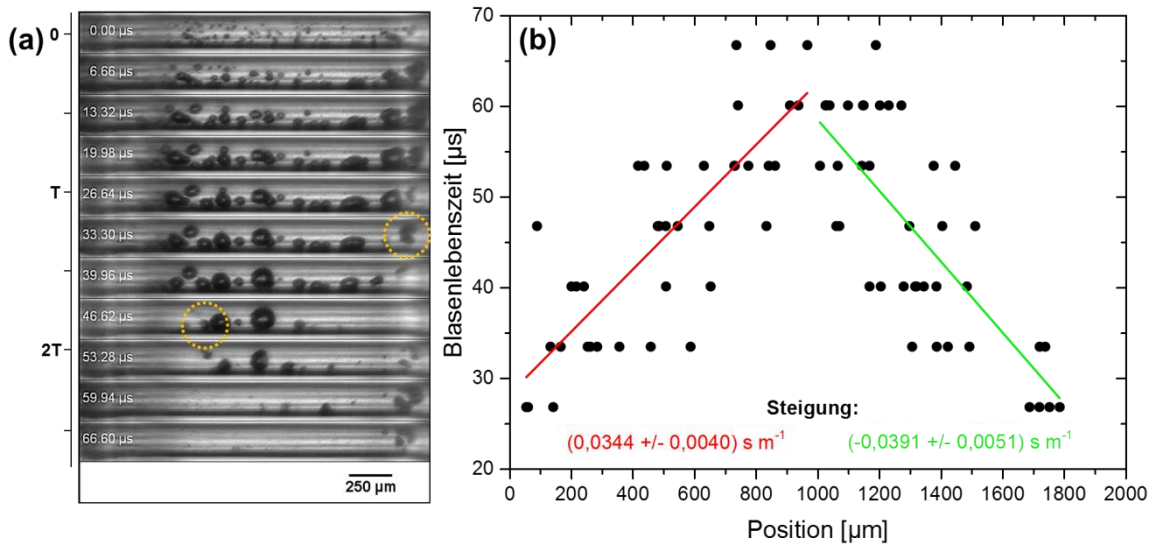 (a)
0
T
2T
0.00 µs
6.66 µs
13.32 µs
19.98 µs
26.64 µs
33.30 µs
39.96 µs
46.62 µs
53.28 µs
59.94 µs
66.60 µs
250 µm
(b)
Blasenlebenszeit [µs]
70
60
50
40
30
20
Steigung:
(0,0344 +/- 0,0040) s m⁻¹
(-0,0391 +/- 0,0051) s m⁻¹
0 200 400 600 800 1000 1200 1400 1600 1800 2000
Position [µm]